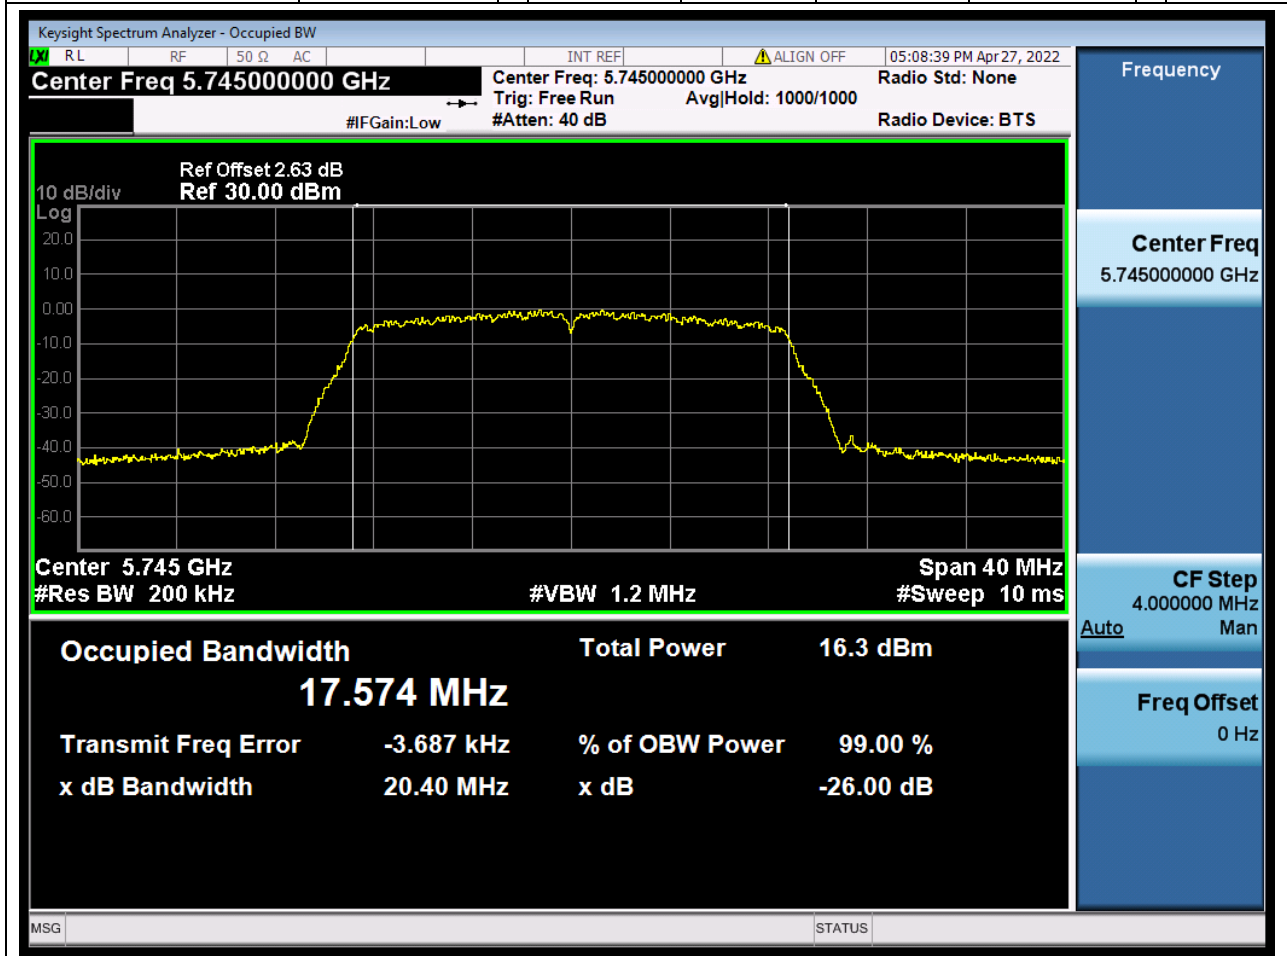 Keysight Spectrum Analyzer - Occupied BW
LXI RL RF 50 Ω AC INT REF ALIGN OFF 05:08:39 PM Apr 27, 2022
Center Freq 5.745000000 GHz
Center Freq: 5.745000000 GHz Radio Std: None
Trig: Free Run Avg|Hold: 1000/1000
#IFGain:Low #Atten: 40 dB Radio Device: BTS
Ref Offset 2.63 dB
10 dB/div Ref 30.00 dBm
Log
20.0
10.0
0.00
-10.0
-20.0
-30.0
-40.0
-50.0
-60.0
Center 5.745 GHz Span 40 MHz
#Res BW 200 kHz #VBW 1.2 MHz #Sweep 10 ms
Occupied Bandwidth Total Power 16.3 dBm
17.574 MHz
Transmit Freq Error -3.687 kHz % of OBW Power 99.00 %
x dB Bandwidth 20.40 MHz x dB -26.00 dB
MSG STATUS
Frequency
Center Freq
5.745000000 GHz
CF Step
4.000000 MHz
Auto Man
Freq Offset
0 Hz